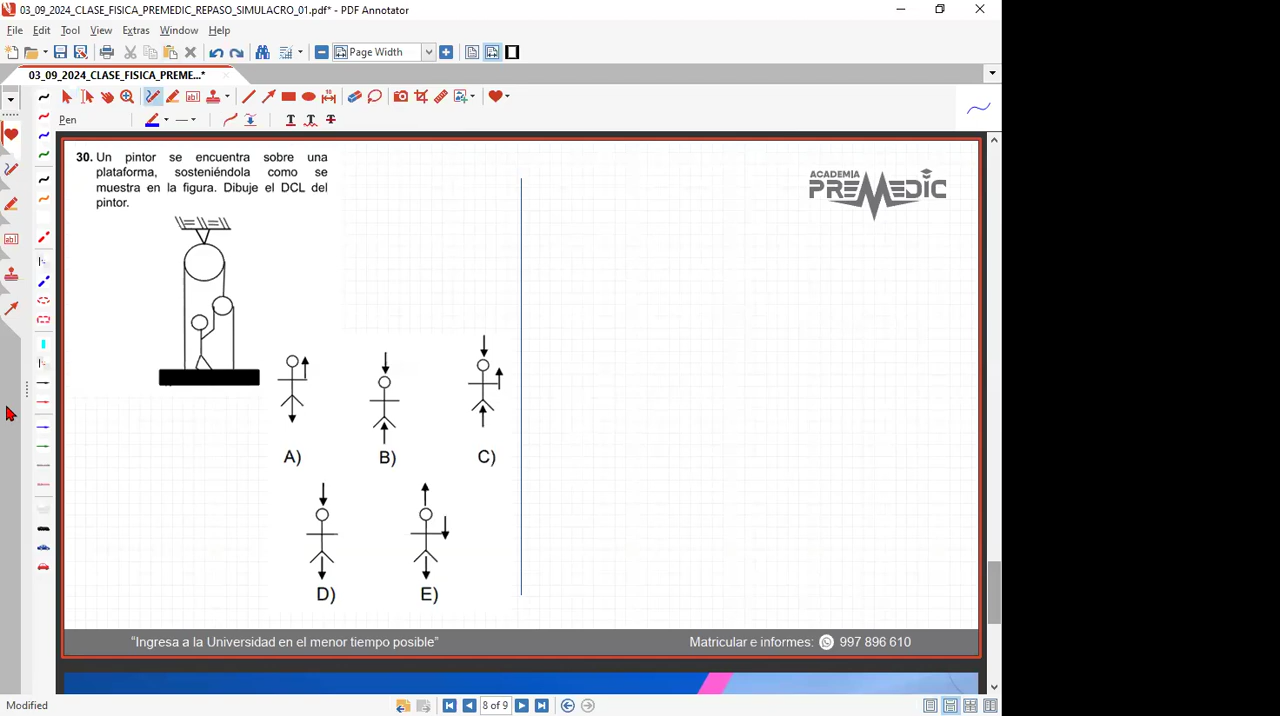 03_09_2024_CLASE_FISICA_PREMEDIC_REPASO_SIMULACRO_01.pdf* - PDF Annotator
File Edit Tool View Extras Window Help
Page Width
03_09_2024_CLASE_FISICA_PREME...*
Pen
30. Un pintor se encuentra sobre una
plataforma, sosteniéndola como se
muestra en la figura. Dibuje el DCL del
pintor.
ACADEMIA
PREMEDIC
A)
B)
C)
D)
E)
"Ingresa a la Universidad en el menor tiempo posible"
Matricular e informes: 997 896 610
Modified
8 of 9